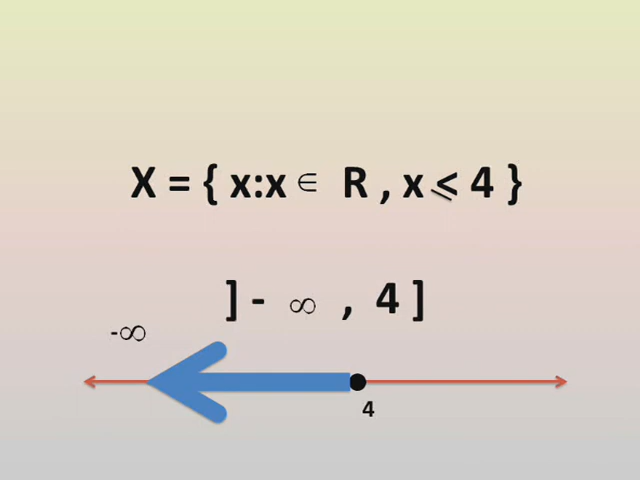 X = { x:x ∈ R , x ≤ 4 }
] - ∞ , 4 ]
-∞
4